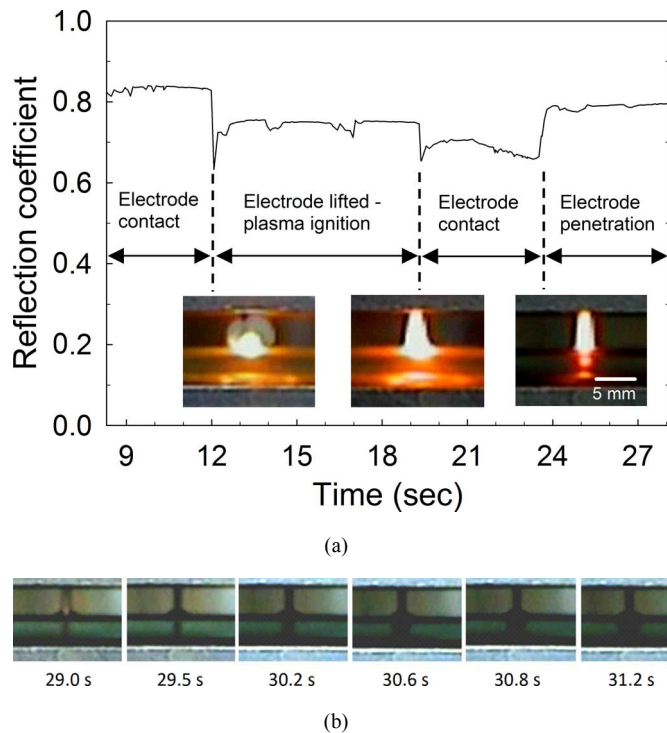 1.0
0.8
0.6
0.4
0.2
0.0
Reflection coefficient
Electrode
contact
Electrode lifted -
plasma ignition
Electrode
contact
Electrode
penetration
5 mm
9 12 15 18 21 24 27
Time (sec)
(a)
29.0 s 29.5 s 30.2 s 30.6 s 30.8 s 31.2 s
(b)